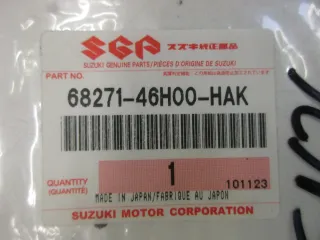 SGP スズキ純正部品
SUZUKI GENUINE PARTS/PIÈCES D'ORIGINE DE SUZUKI
PART NO.
68271-46H00-HAK
QUANTITY
(QUANTITÉ)
1
101123
MADE IN JAPAN/FABRIQUE AU JAPON
SUZUKI MOTOR CORPORATION